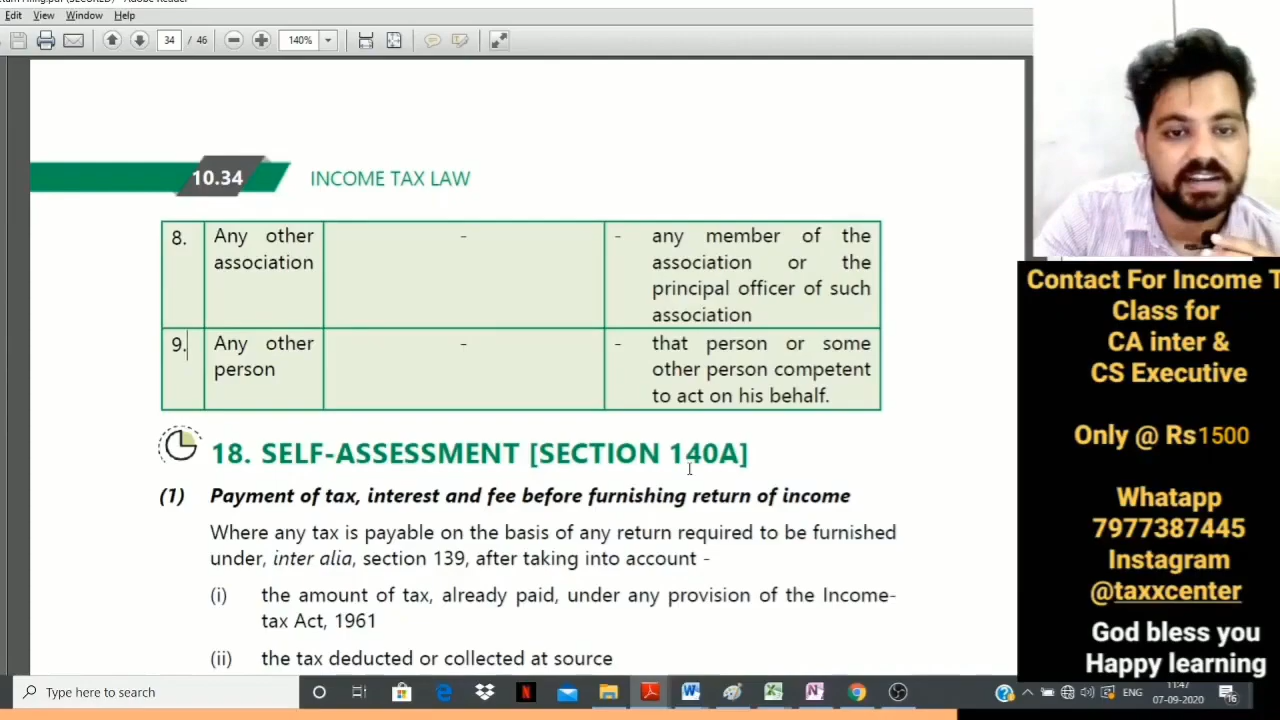 Edit View Window Help
34 / 46 140%
10.34 INCOME TAX LAW
8. Any other - - any member of the
association association or the
principal officer of such
association
9. Any other - - that person or some
person other person competent
to act on his behalf.
18. SELF-ASSESSMENT [SECTION 140A]
(1) Payment of tax, interest and fee before furnishing return of income
Where any tax is payable on the basis of any return required to be furnished
under, inter alia, section 139, after taking into account -
(i) the amount of tax, already paid, under any provision of the Income-
tax Act, 1961
(ii) the tax deducted or collected at source
Contact For Income T
Class for
CA inter &
CS Executive
Only @ Rs1500
Whatapp
7977387445
Instagram
@taxxcenter
God bless you
Happy learning
Type here to search
ENG
11:47
07-09-2020
16